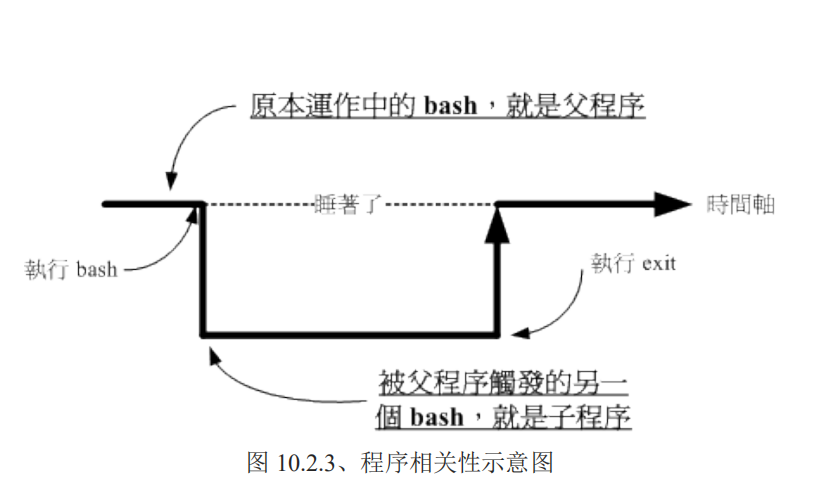 原本運作中的 bash，就是父程序
睡著了
時間軸
執行 bash
執行 exit
被父程序觸發的另一
個 bash，就是子程序
图 10.2.3、程序相关性示意图